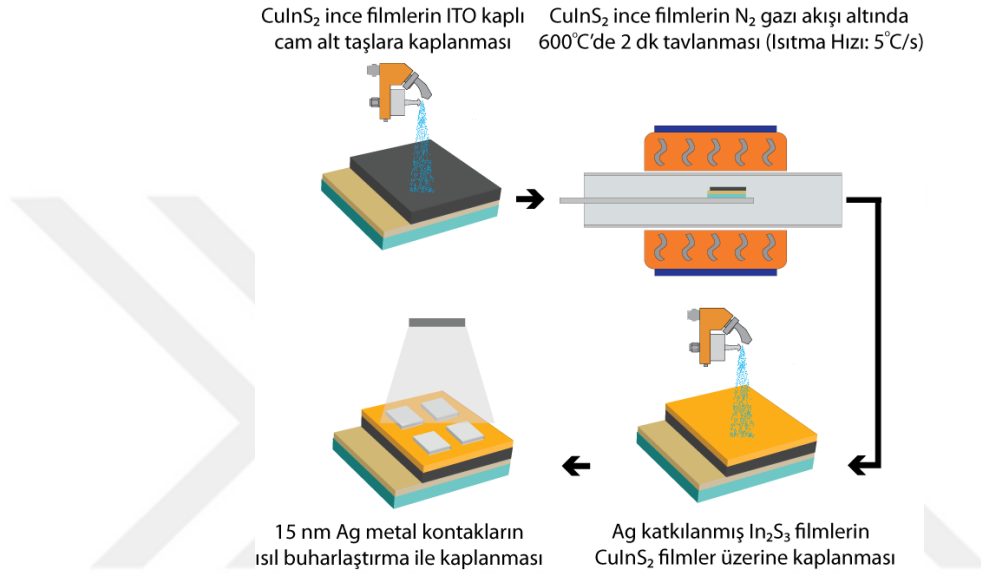 CuInS₂ ince filmlerin ITO kaplı
cam alt taşlara kaplanması
CuInS₂ ince filmlerin N₂ gazı akışı altında
600°C'de 2 dk tavlanması (Isıtma Hızı: 5°C/s)
15 nm Ag metal kontakların
ısıl buharlaştırma ile kaplanması
Ag katkılanmış In₂S₃ filmlerin
CuInS₂ filmler üzerine kaplanması